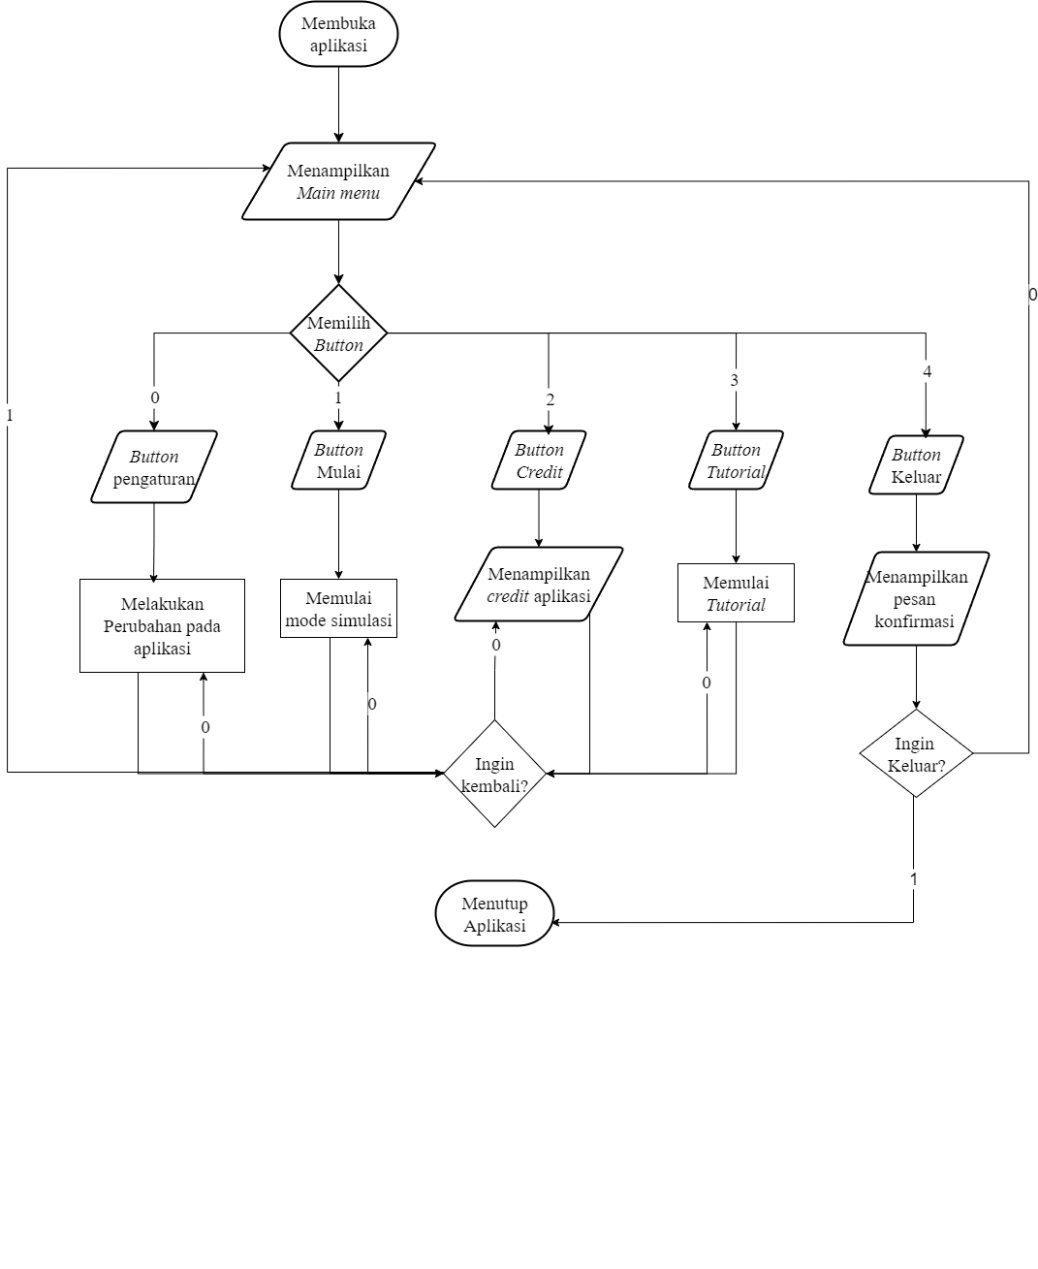 Membuka
aplikasi
Menampilkan
Main menu
0
Memilih
Button
0
1
2
3
4
1
Button
pengaturan
Button
Mulai
Button
Credit
Button
Tutorial
Button
Keluar
Melakukan
Perubahan pada
aplikasi
Memulai
mode simulasi
Menampilkan
credit aplikasi
Memulai
Tutorial
Menampilkan
pesan
konfirmasi
0
0
0
0
Ingin
kembali?
Ingin
Keluar?
1
Menutup
Aplikasi